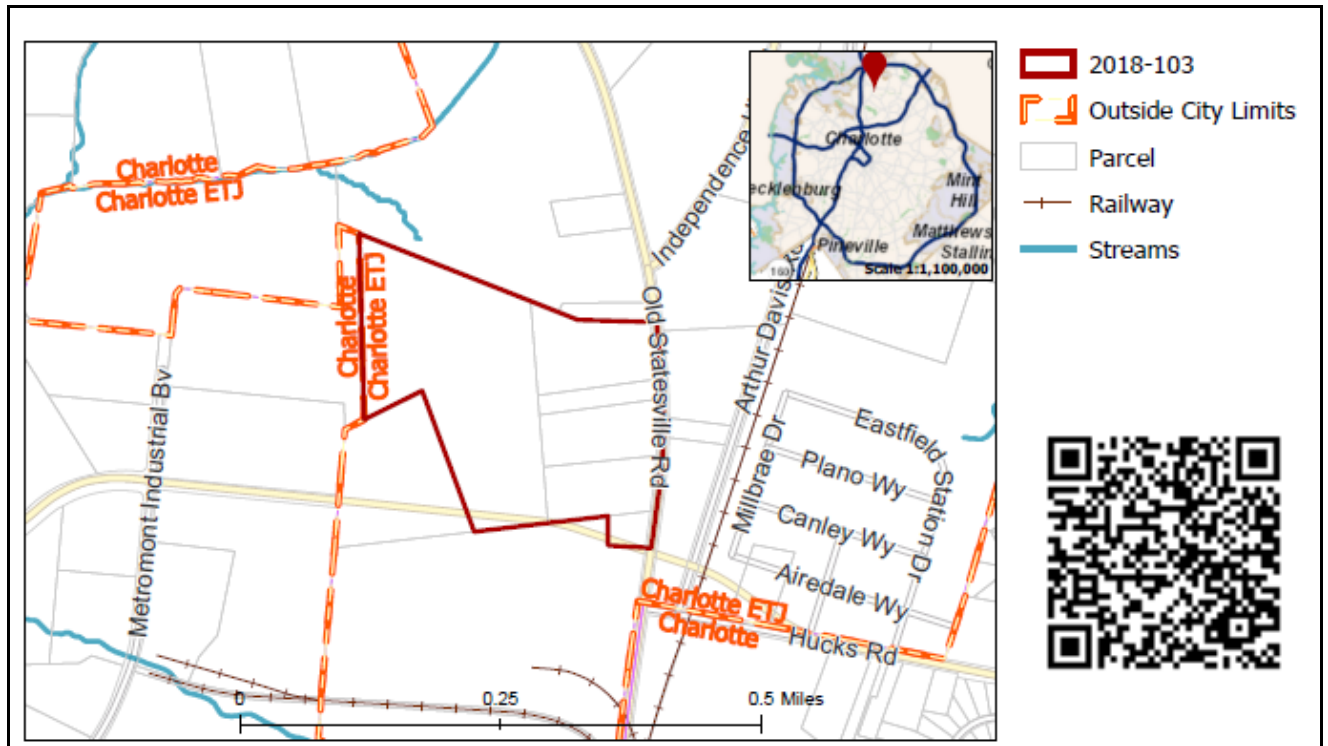 2018-103
Outside City Limits
Parcel
Railway
Streams
Charlotte
Charlotte ETJ
Charlotte
Charlotte ETJ
Independence
Old Statesville Rd
Arthur Davis Rd
Metromont Industrial Bv
Millbrae Dr
Eastfield Station Dr
Plano Wy
Canley Wy
Airedale Wy
Charlotte ETJ
Charlotte
Hucks Rd
0
0.25
0.5 Miles
Charlotte
ecklenburg
Mint
Hill
Matthews
Stallin
Pineville
Scale 1:1,100,000